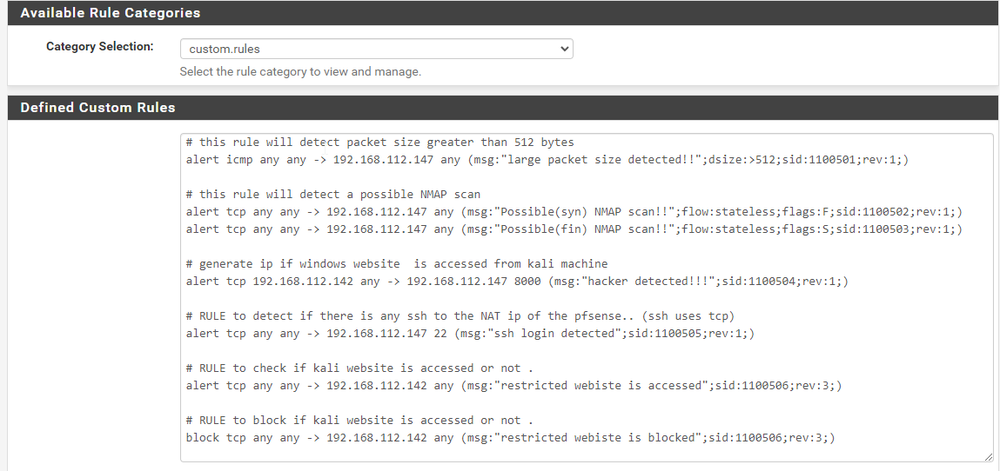 Available Rule Categories
Category Selection: custom.rules
Select the rule category to view and manage.
Defined Custom Rules
# this rule will detect packet size greater than 512 bytes
alert icmp any any -> 192.168.112.147 any (msg:"large packet size detected!!";dsize:>512;sid:1100501;rev:1;)
# this rule will detect a possible NMAP scan
alert tcp any any -> 192.168.112.147 any (msg:"Possible(syn) NMAP scan!!";flow:stateless;flags:F;sid:1100502;rev:1;)
alert tcp any any -> 192.168.112.147 any (msg:"Possible(fin) NMAP scan!!";flow:stateless;flags:S;sid:1100503;rev:1;)
# generate ip if windows website  is accessed from kali machine
alert tcp 192.168.112.142 any -> 192.168.112.147 8000 (msg:"hacker detected!!!";sid:1100504;rev:1;)
# RULE to detect if there is any ssh to the NAT ip of the pfsense.. (ssh uses tcp)
alert tcp any any -> 192.168.112.147 22 (msg:"ssh login detected";sid:1100505;rev:1;)
# RULE to check if kali website is accessed or not .
alert tcp any any -> 192.168.112.142 any (msg:"restricted webiste is accessed";sid:1100506;rev:3;)
# RULE to block if kali website is accessed or not .
block tcp any any -> 192.168.112.142 any (msg:"restricted webiste is blocked";sid:1100506;rev:3;)